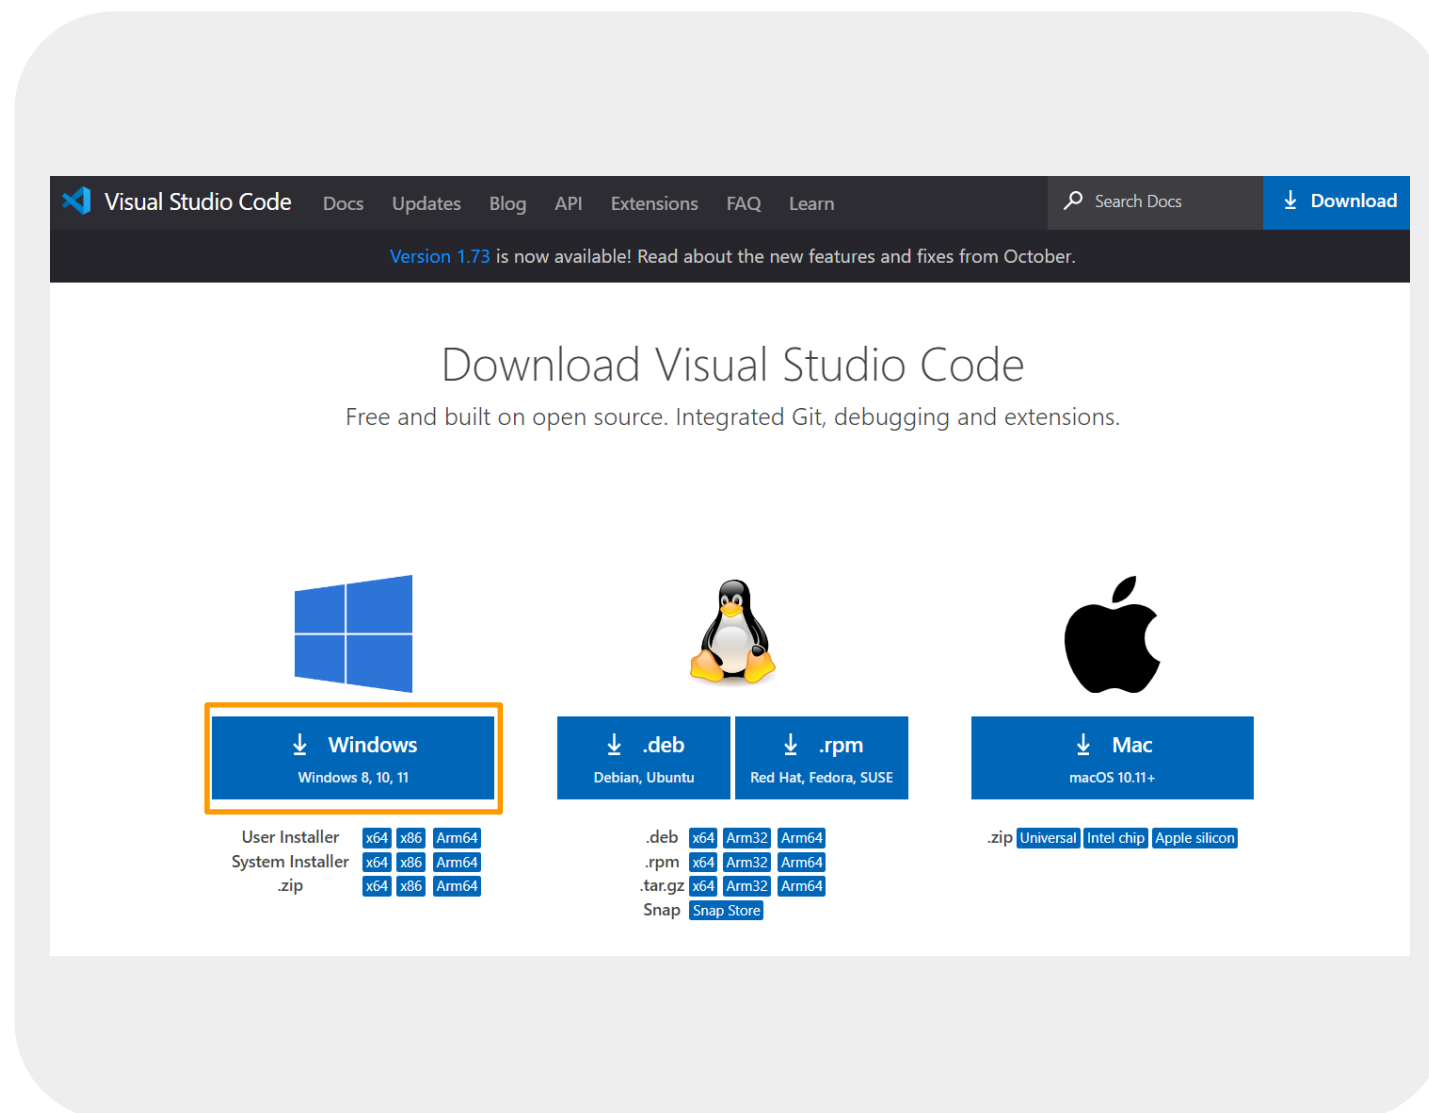 Visual Studio Code Docs Updates Blog API Extensions FAQ Learn Search Docs Download
Version 1.73 is now available! Read about the new features and fixes from October.
Download Visual Studio Code
Free and built on open source. Integrated Git, debugging and extensions.
Windows
Windows 8, 10, 11
User Installer x64 x86 Arm64
System Installer x64 x86 Arm64
.zip x64 x86 Arm64
.deb
Debian, Ubuntu
.rpm
Red Hat, Fedora, SUSE
.deb x64 Arm32 Arm64
.rpm x64 Arm32 Arm64
.tar.gz x64 Arm32 Arm64
Snap Snap Store
Mac
macOS 10.11+
.zip Universal Intel chip Apple silicon